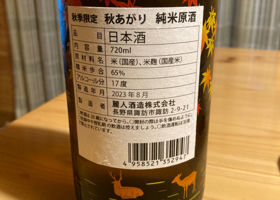 秋季限定 秋あがり 純米原酒
品目 日本酒
内容量 720ml
原材料名 米(国産)、米麹(国産米)
精米歩合 65%
アルコール分 17度
製造年月 2023年8月
製造者 麗人酒造株式会社
長野県諏訪市諏訪2-9-21
4 958521 352947